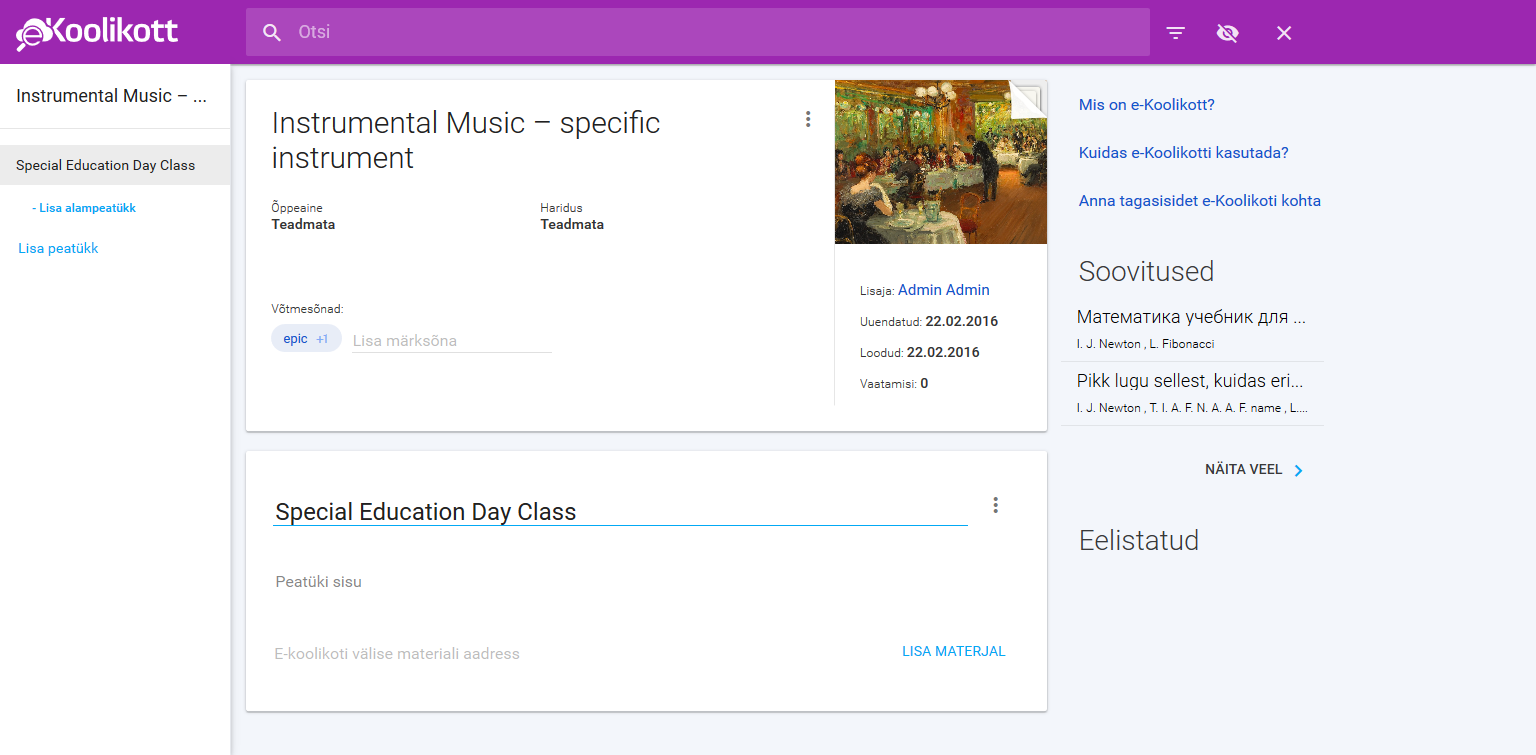 e-Koolikott
Otsi
Instrumental Music – ...
Special Education Day Class
- Lisa alampeatükk
Lisa peatükk
Instrumental Music – specific
instrument
Õppeaine
Teadmata
Haridus
Teadmata
Võtmesõnad:
epic +1
Lisa märksõna
Lisaja: Admin Admin
Uuendatud: 22.02.2016
Loodud: 22.02.2016
Vaatamisi: 0
Special Education Day Class
Peatüki sisu
E-koolikoti välise materiali aadress
LISA MATERJAL
Mis on e-Koolikott?
Kuidas e-Koolikotti kasutada?
Anna tagasisidet e-Koolikoti kohta
Soovitused
Математика учебник для ...
I. J. Newton , L. Fibonacci
Pikk lugu sellest, kuidas eri...
I. J. Newton , T. I. A. F. N. A. A. F. name , L....
NÄITA VEEL
Eelistatud